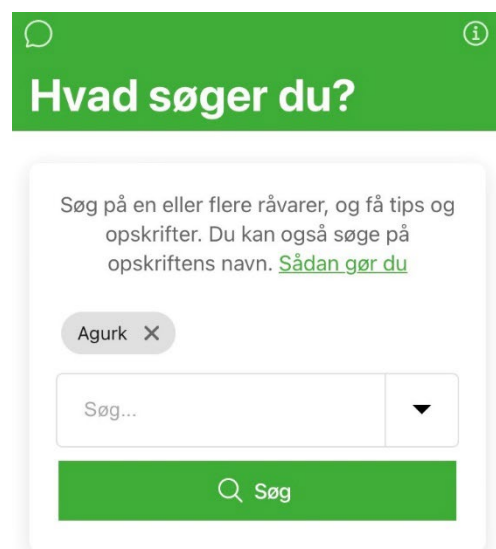 Hvad søger du?
Søg på en eller flere råvarer, og få tips og
opskrifter. Du kan også søge på
opskriftens navn. Sådan gør du
Agurk
Søg...
Søg